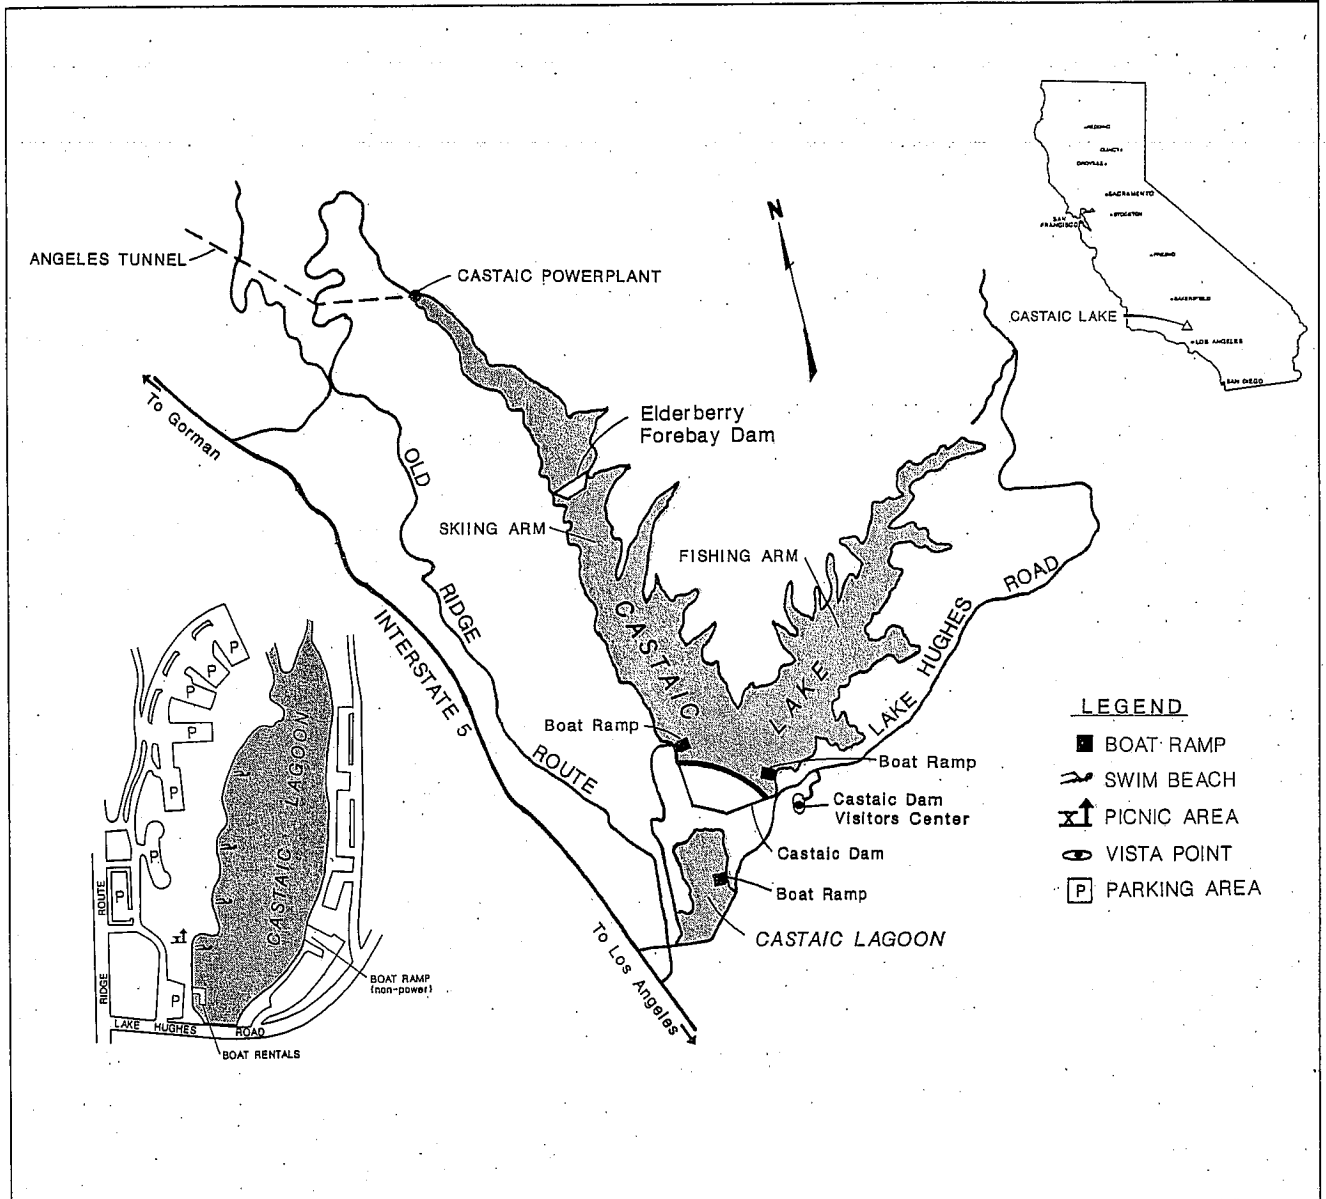 REDDING
QUINCY
OROVILLE
SACRAMENTO
STOCKTON
SAN
FRANCISCO
FRESNO
BAKERSFIELD
CASTAIC LAKE
LOS ANGELES
SAN DIEGO
N
ANGELES TUNNEL
CASTAIC POWERPLANT
To Gorman
Elderberry
Forebay Dam
OLD
RIDGE
ROUTE
SKIING ARM
FISHING ARM
INTERSTATE 5
CASTAIC
LAKE
LAKE HUGHES ROAD
Boat Ramp
Boat Ramp
Castaic Dam
Visitors Center
Castaic Dam
Boat Ramp
CASTAIC LAGOON
To Los Angeles
LEGEND
BOAT RAMP
SWIM BEACH
PICNIC AREA
VISTA POINT
P PARKING AREA
P
P
P
P
P
P
P
P
CASTAIC LAGOON
RIDGE ROUTE
BOAT RAMP
(non-power)
LAKE HUGHES ROAD
BOAT RENTALS